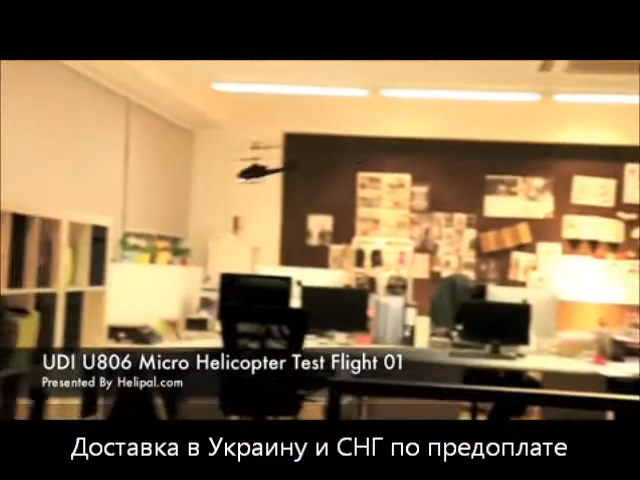 UDI U806 Micro Helicopter Test Flight 01
Presented By Helipal.com
Доставка в Украину и СНГ по предоплате